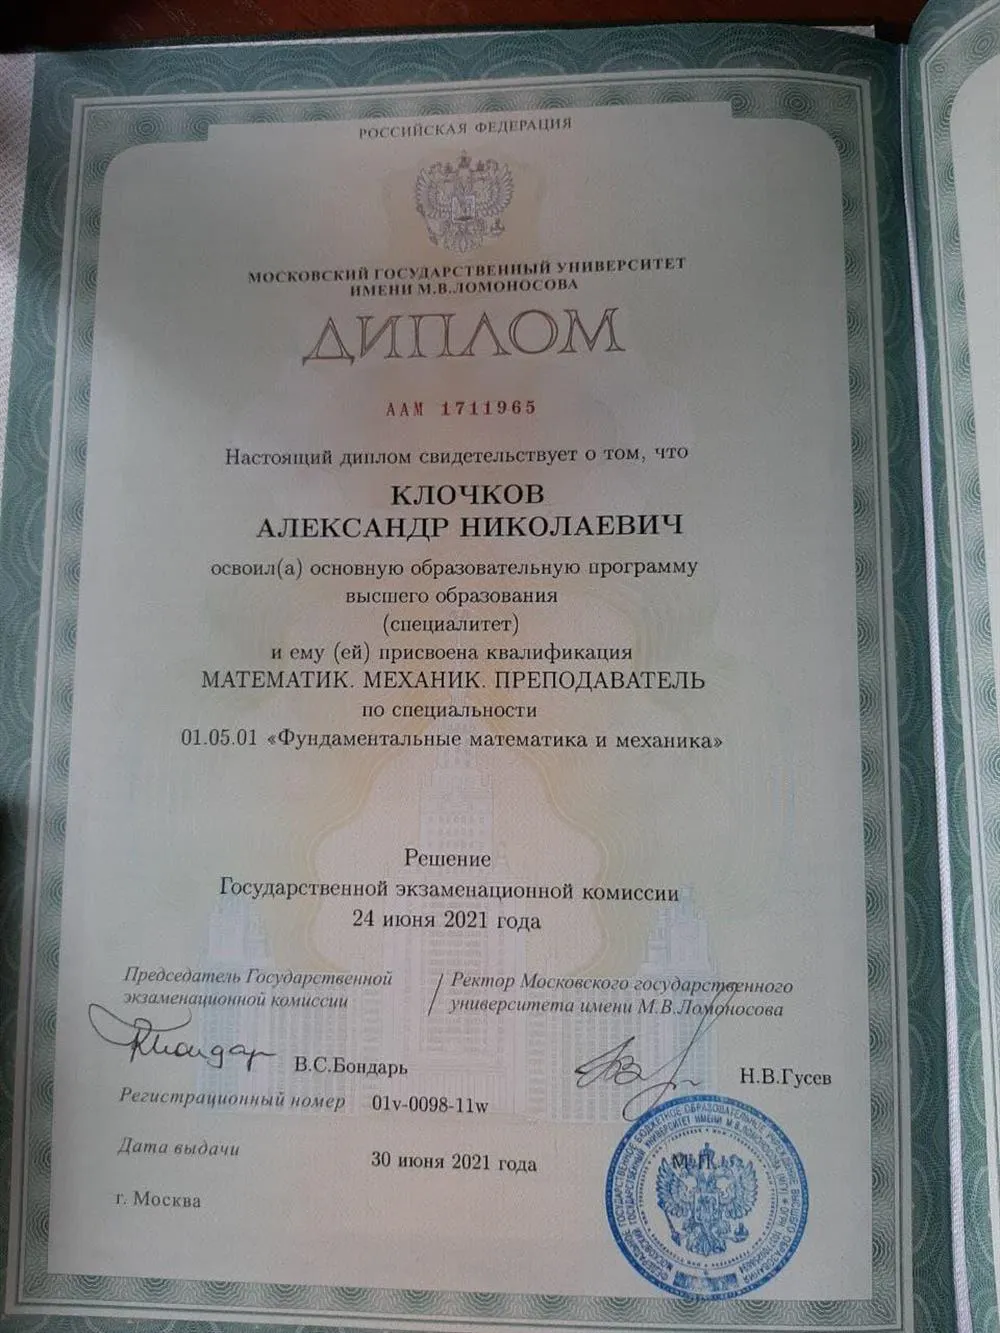 РОССИЙСКАЯ ФЕДЕРАЦИЯ
МОСКОВСКИЙ ГОСУДАРСТВЕННЫЙ УНИВЕРСИТЕТ
ИМЕНИ М.В.ЛОМОНОСОВА
ДИПЛОМ
ААМ 1711965
Настоящий диплом свидетельствует о том, что
КЛОЧКОВ
АЛЕКСАНДР НИКОЛАЕВИЧ
освоил(а) основную образовательную программу
высшего образования
(специалитет)
и ему (ей) присвоена квалификация
МАТЕМАТИК. МЕХАНИК. ПРЕПОДАВАТЕЛЬ
по специальности
01.05.01 «Фундаментальные математика и механика»
Решение
Государственной экзаменационной комиссии
24 июня 2021 года
Председатель Государственной
экзаменационной комиссии
/ Ректор Московского государственного
университета имени М.В.Ломоносова
В.С.Бондарь
Н.В.Гусев
Регистрационный номер 01v-0098-11w
Дата выдачи 30 июня 2021 года
г. Москва
М.П.